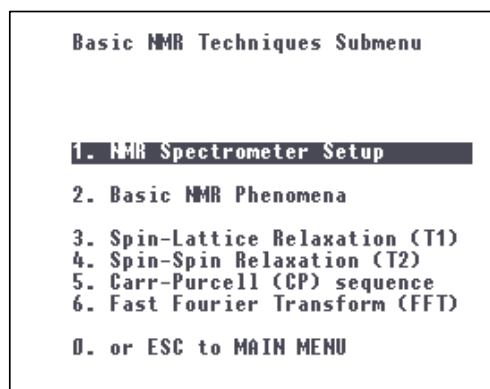 Basic NMR Techniques Submenu
1. NMR Spectrometer Setup
2. Basic NMR Phenomena
3. Spin-Lattice Relaxation (T1)
4. Spin-Spin Relaxation (T2)
5. Carr-Purcell (CP) sequence
6. Fast Fourier Transform (FFT)
0. or ESC to MAIN MENU